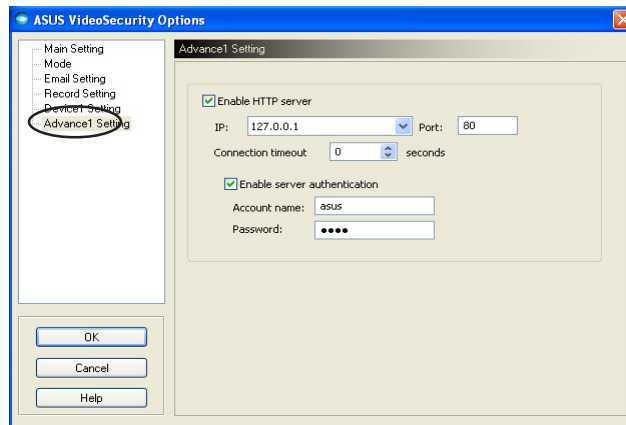 ASUS VideoSecurity Options
Main Setting
Mode
Email Setting
Record Setting
Device1 Setting
Advance1 Setting
OK
Cancel
Help
Advance1 Setting
Enable HTTP server
IP: 127.0.0.1 Port: 80
Connection timeout 0 seconds
Enable server authentication
Account name: asus
Password: ●●●●